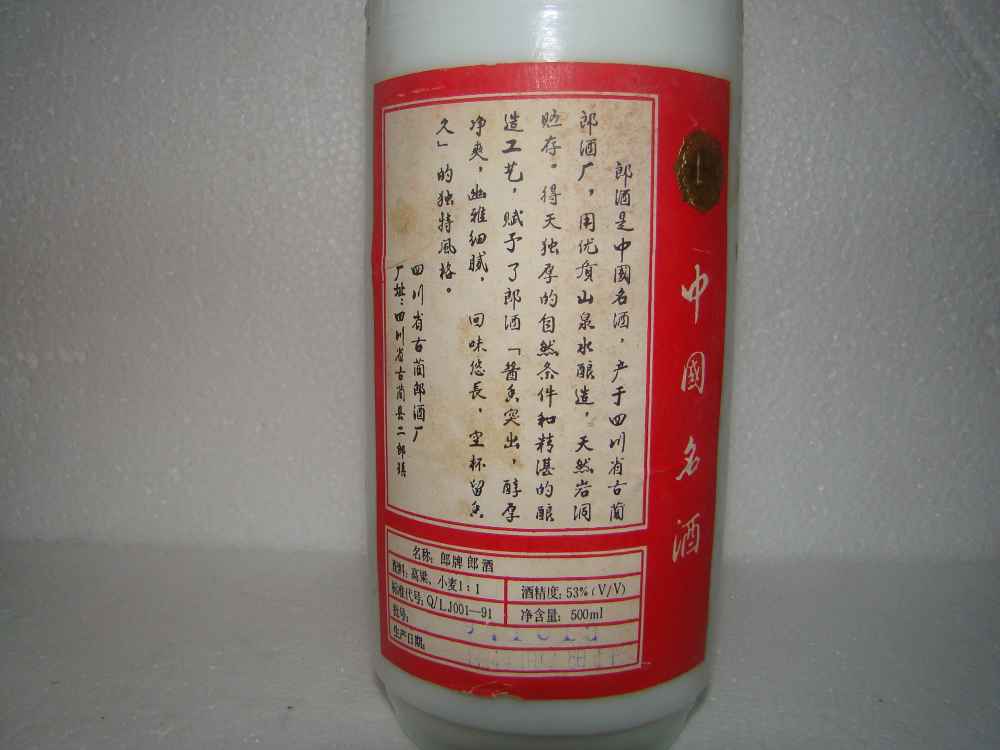 中國名酒
郎酒是中國名酒，产于四川省古蔺
郎酒厂，用优质山泉水酿造，天然岩洞
贮存。得天独厚的自然条件和精湛的酿
造工艺，赋予了郎酒「酱香突出，醇厚
净爽，幽雅细腻，回味悠長，空杯留香
久」的独特风格。
四川省古蔺郎酒厂
厂址：四川省古蔺县二郎镇
名称：郎牌郎酒
配料：高粱、小麦1：1
酒精度：53%（V/V）
标准代号：Q/LJ001—91
净含量：500ml
批号：
生产日期：